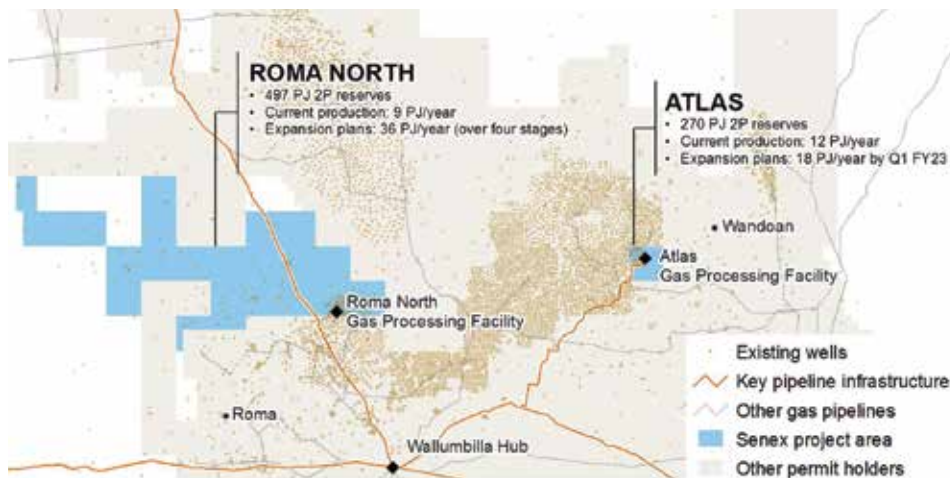 ROMA NORTH
• 497 PJ 2P reserves
• Current production: 9 PJ/year
• Expansion plans: 36 PJ/year (over four stages)
ATLAS
• 270 PJ 2P reserves
• Current production: 12 PJ/year
• Expansion plans: 18 PJ/year by Q1 FY23
Wandoan
Atlas
Gas Processing Facility
Roma North
Gas Processing Facility
Roma
Wallumbilla Hub
Existing wells
Key pipeline infrastructure
Other gas pipelines
Senex project area
Other permit holders